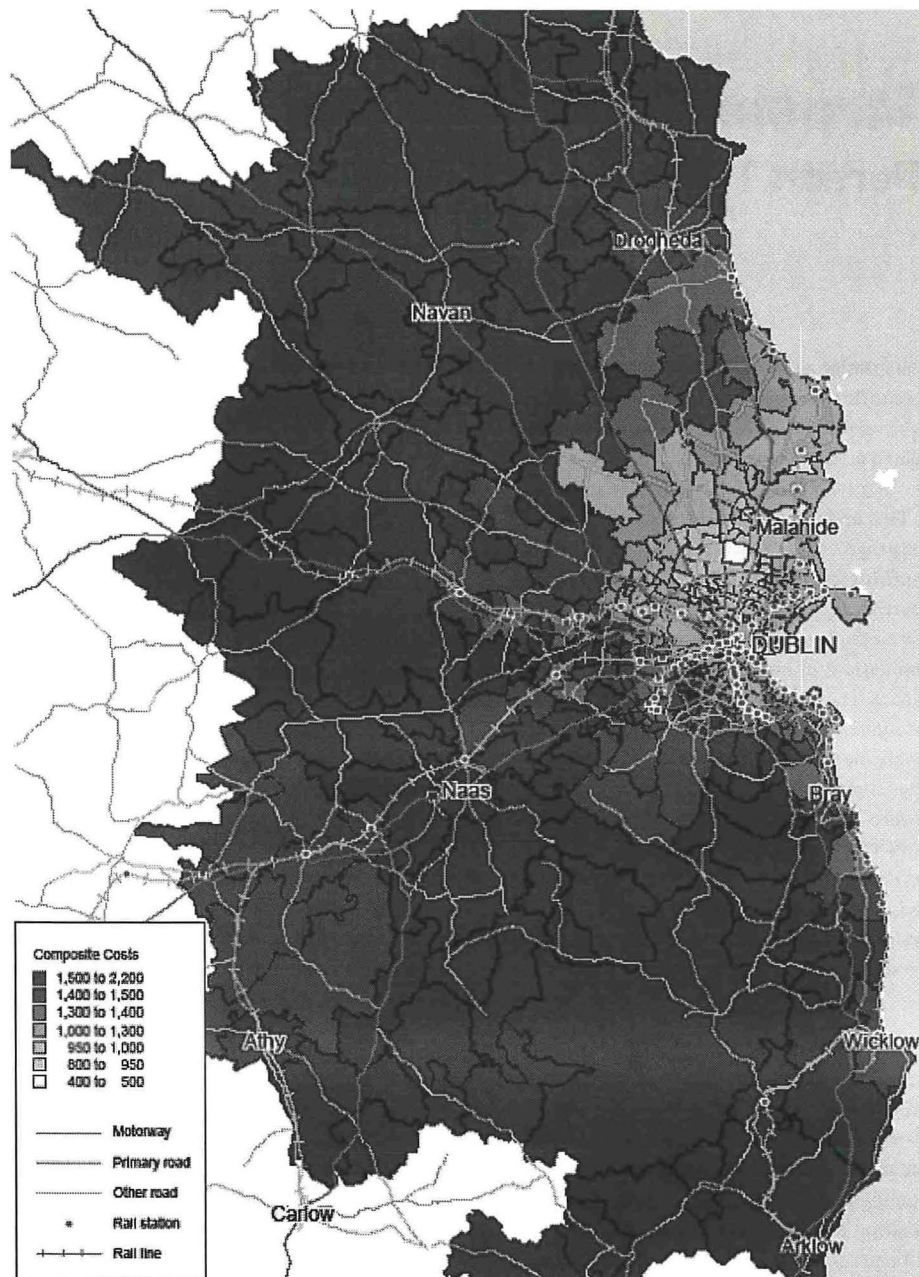 Drogheda
Navan
Malahide
DUBLIN
Naas
Bray
Composite Costs
1,500 to 2,200
1,400 to 1,500
1,300 to 1,400
1,000 to 1,300
950 to 1,000
800 to 950
400 to 500
Athy
Wicklow
Motorway
Primary road
Other road
Rail station
Rail line
Carlow
Arklow